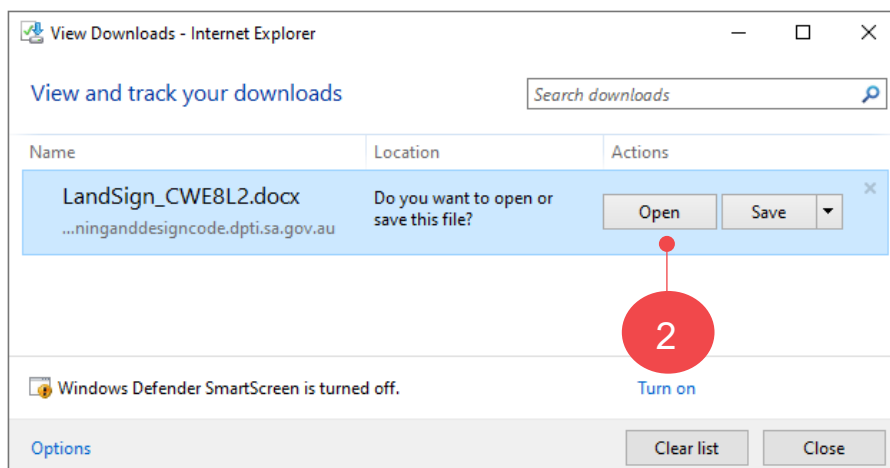 View Downloads - Internet Explorer
View and track your downloads
Search downloads
Name Location Actions
LandSign_CWE8L2.docx
...ninganddesigncode.dpti.sa.gov.au
Do you want to open or
save this file?
Open Save
2
Windows Defender SmartScreen is turned off. Turn on
Options Clear list Close